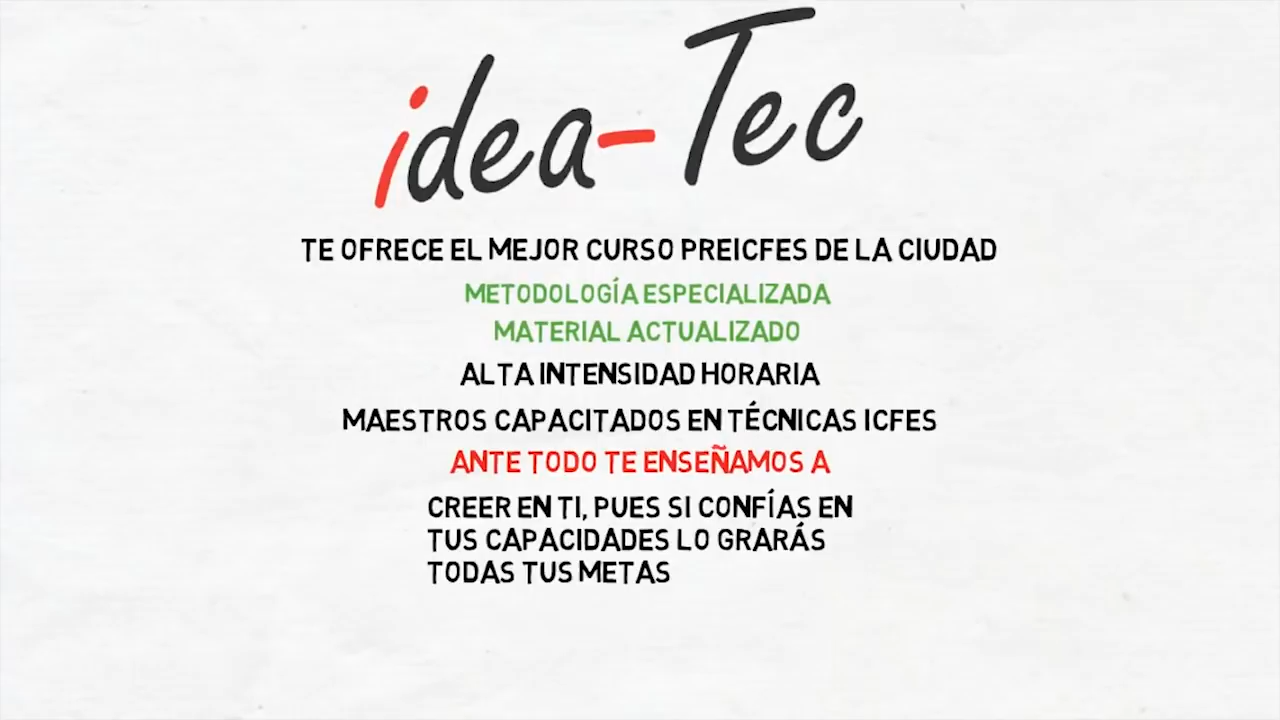 idea-Tec
TE OFRECE EL MEJOR CURSO PREICFES DE LA CIUDAD
METODOLOGÍA ESPECIALIZADA
MATERIAL ACTUALIZADO
ALTA INTENSIDAD HORARIA
MAESTROS CAPACITADOS EN TÉCNICAS ICFES
ANTE TODO TE ENSEÑAMOS A
CREER EN TI, PUES SI CONFÍAS EN
TUS CAPACIDADES LO GRARÁS
TODAS TUS METAS